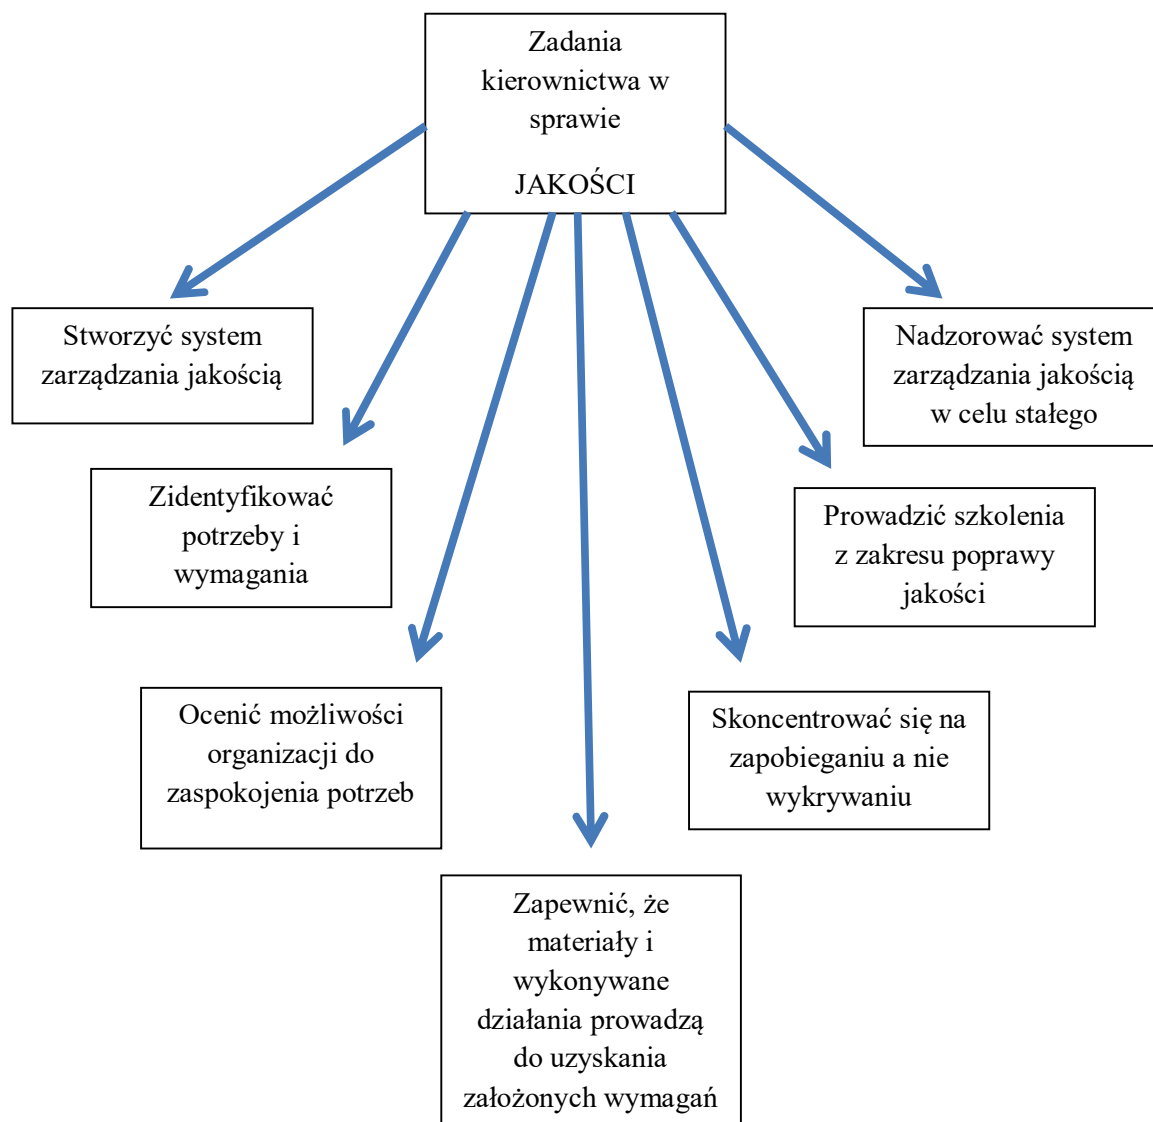 Zadania
kierownictwa w
sprawie
JAKOŚCI
Stworzyć system
zarządzania jakością
Nadzorować system
zarządzania jakością
w celu stałego
Zidentyfikować
potrzeby i
wymagania
Prowadzić szkolenia
z zakresu poprawy
jakości
Ocenić możliwości
organizacji do
zaspokojenia potrzeb
Skoncentrować się na
zapobieganiu a nie
wykrywaniu
Zapewnić, że
materiały i
wykonywane
działania prowadzą
do uzyskania
założonych wymagań